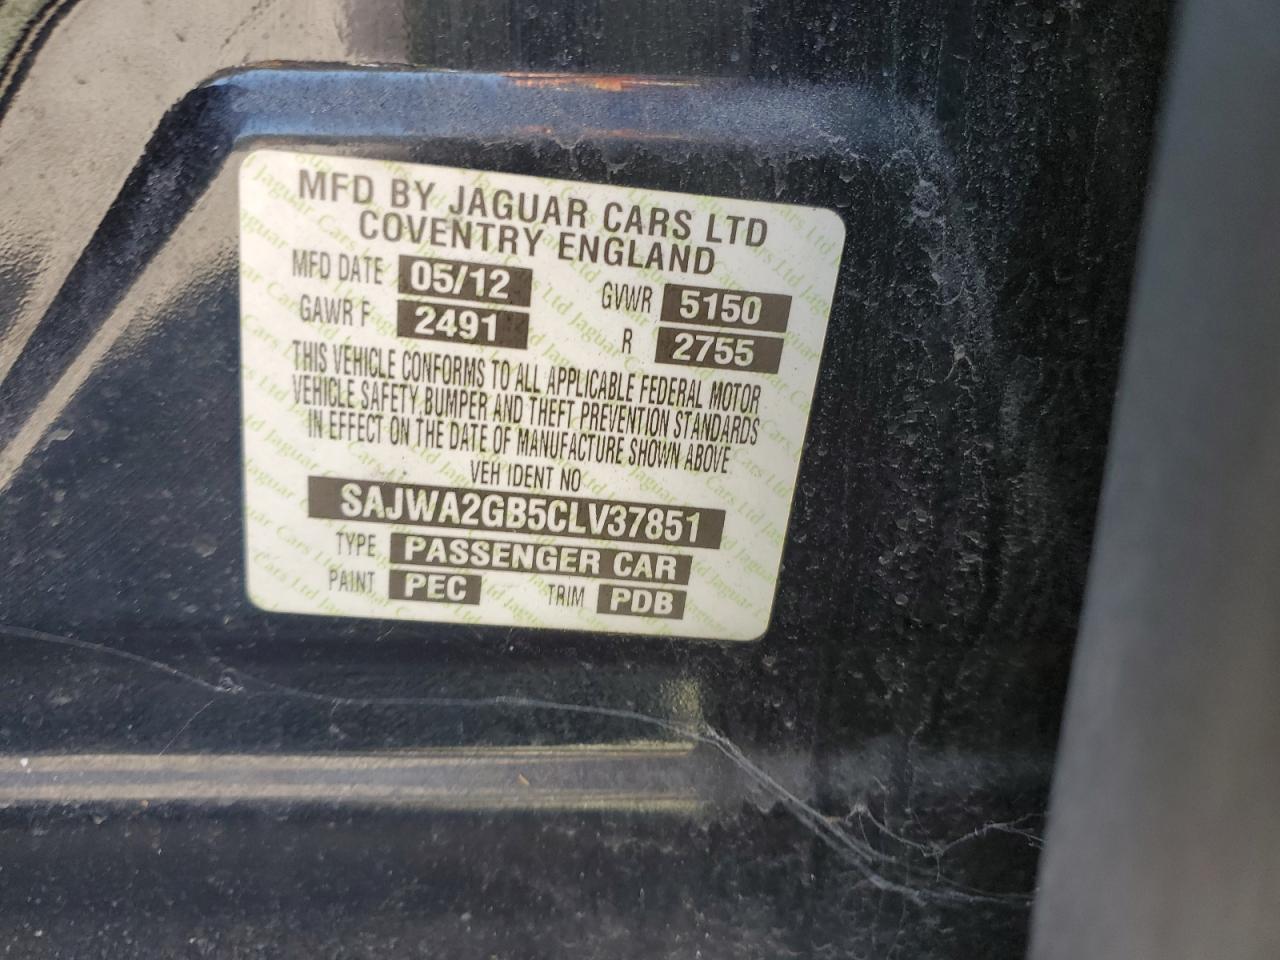 MFD BY JAGUAR CARS LTD
COVENTRY ENGLAND
MFD DATE 05/12 GVWR 5150
GAWR F 2491 R 2755
THIS VEHICLE CONFORMS TO ALL APPLICABLE FEDERAL MOTOR
VEHICLE SAFETY, BUMPER AND THEFT PREVENTION STANDARDS
IN EFFECT ON THE DATE OF MANUFACTURE SHOWN ABOVE
VEH IDENT NO
SAJWA2GB5CLV37851
TYPE PASSENGER CAR
PAINT PEC TRIM PDB